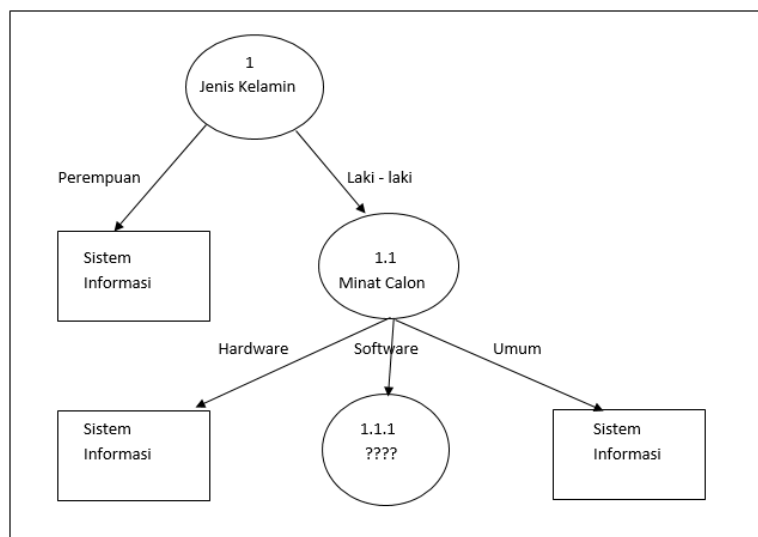 1
Jenis Kelamin
Perempuan
Laki - laki
Sistem
Informasi
1.1
Minat Calon
Hardware
Software
Umum
Sistem
Informasi
1.1.1
????
Sistem
Informasi